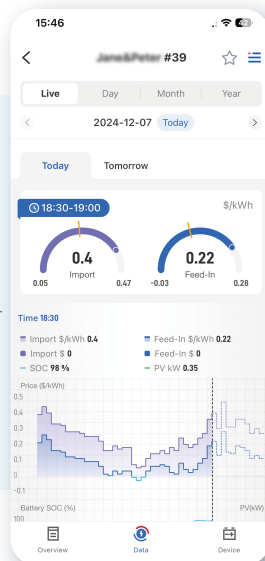 15:46
42
#39
Live Day Month Year
2024-12-07 Today
Today Tomorrow
18:30-19:00
$/kWh
0.4 0.22
Import Feed-In
0.05 0.47 -0.03 0.28
Time 18:30
Import $/kWh 0.4 Feed-In $/kWh 0.22
Import $ 0 Feed-In $ 0
SOC 98 % PV kW 0.35
Price ($/kWh)
0.5
0.4
0.3
0.2
0.1
0
-0.1
Battery SOC (%) PV(kW)
100
Overview Data Device